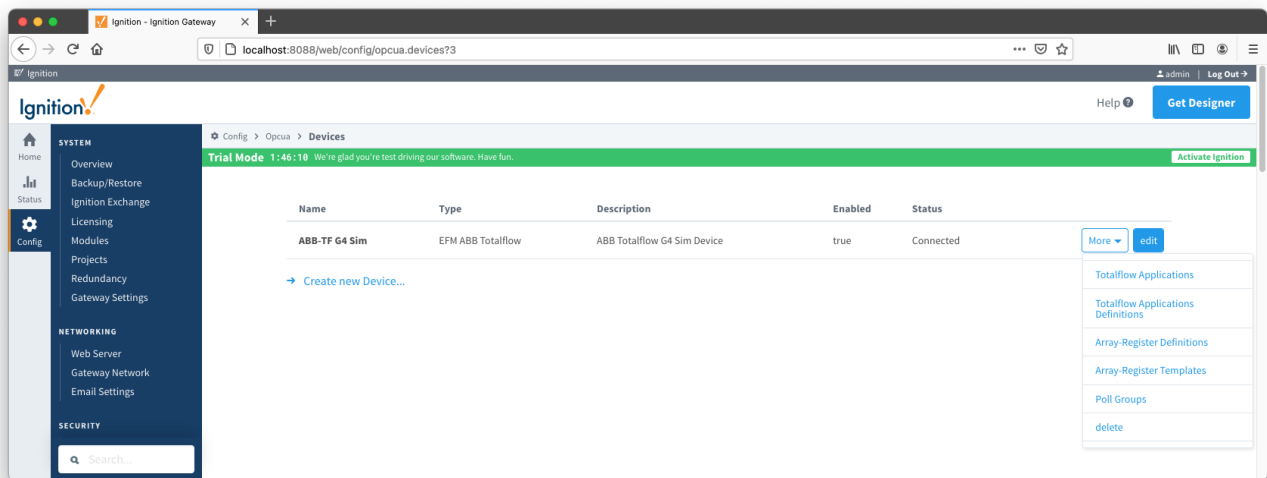 Ignition - Ignition Gateway
localhost:8088/web/config/opcua.devices?3
Ignition
admin | Log Out
Ignition!
Help
Get Designer
Home
Status
Config
SYSTEM
Overview
Backup/Restore
Ignition Exchange
Licensing
Modules
Projects
Redundancy
Gateway Settings
NETWORKING
Web Server
Gateway Network
Email Settings
SECURITY
Search...
Config > Opcua > Devices
Trial Mode 1:46:10 We're glad you're test driving our software. Have fun.
Activate Ignition
Name Type Description Enabled Status
ABB-TF G4 Sim EFM ABB Totalflow ABB Totalflow G4 Sim Device true Connected
More edit
Create new Device...
Totalflow Applications
Totalflow Applications
Definitions
Array-Register Definitions
Array-Register Templates
Poll Groups
delete